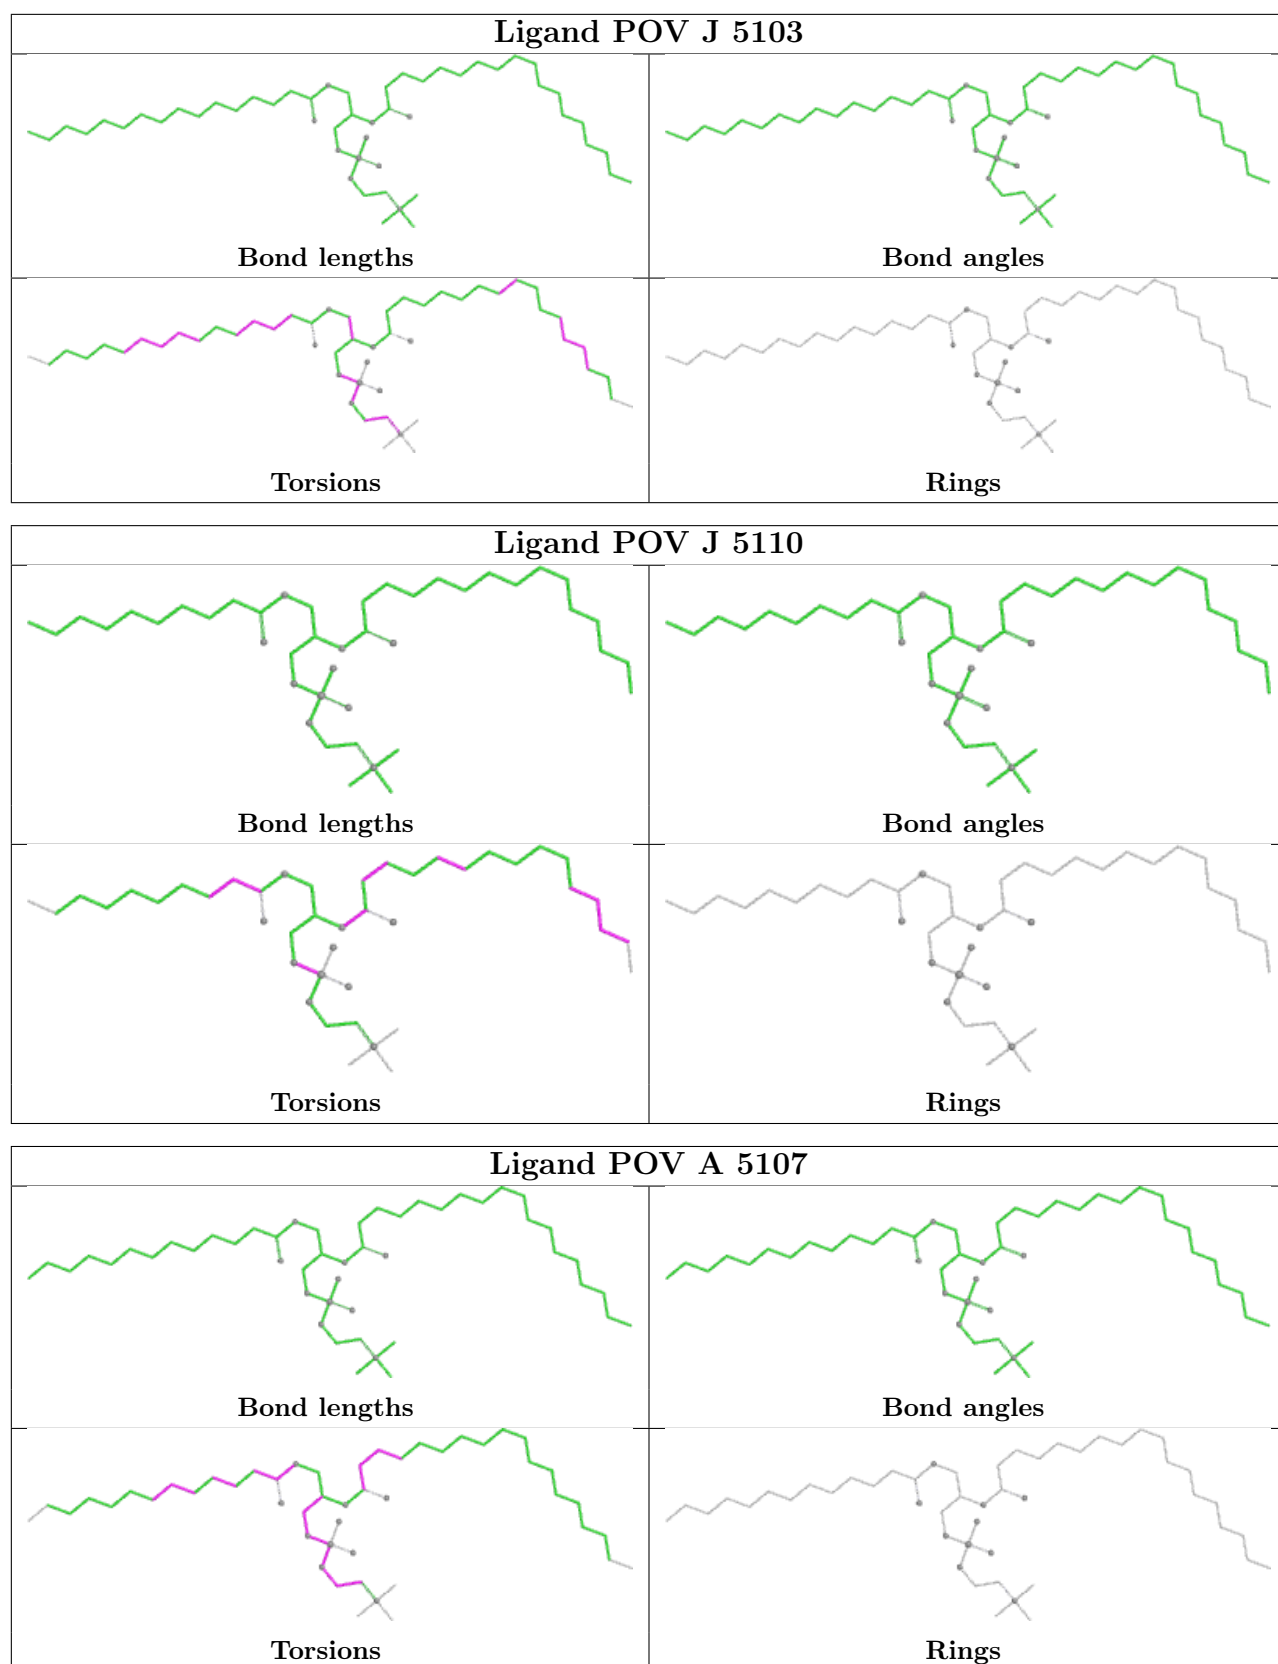 Ligand POV J 5103
Bond lengths
Bond angles
Torsions
Rings
Ligand POV J 5110
Bond lengths
Bond angles
Torsions
Rings
Ligand POV A 5107
Bond lengths
Bond angles
Torsions
Rings